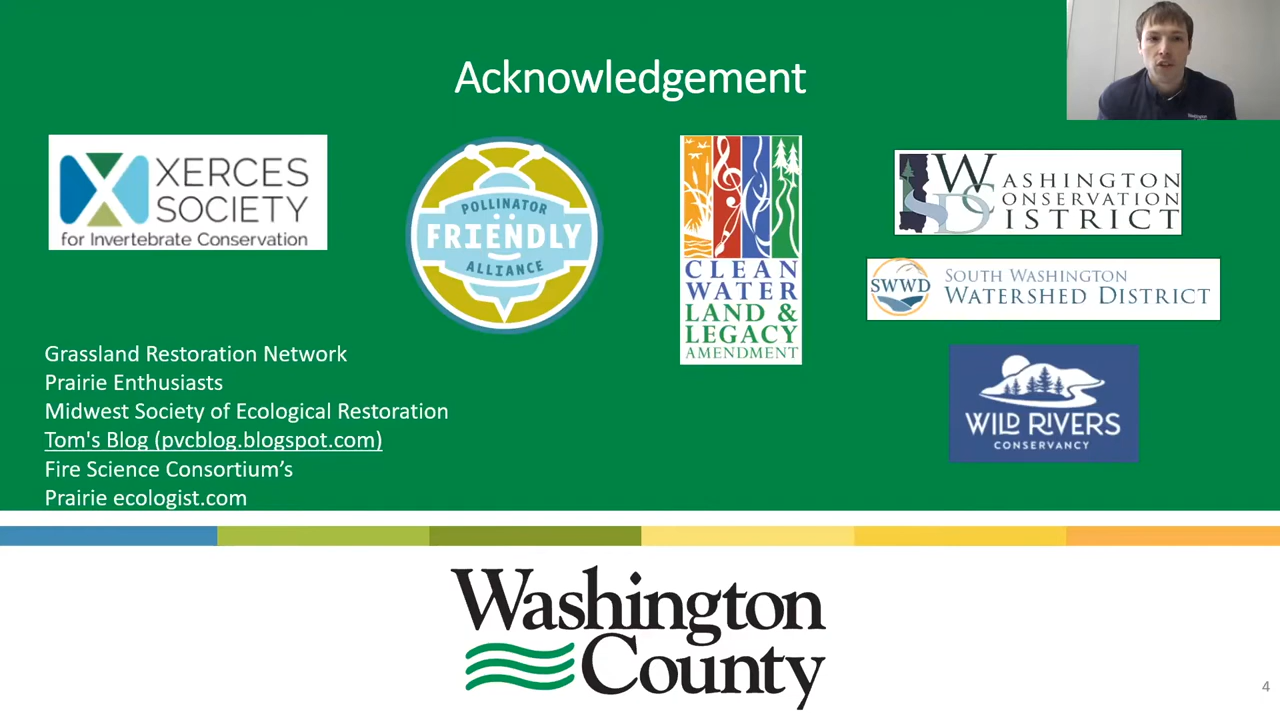 Acknowledgement
XERCES
SOCIETY
for Invertebrate Conservation
POLLINATOR
FRIENDLY
ALLIANCE
CLEAN
WATER
LAND &
LEGACY
AMENDMENT
WASHINGTON
CONSERVATION
DISTRICT
SWWD
SOUTH WASHINGTON
WATERSHED DISTRICT
WILD RIVERS
CONSERVANCY
Grassland Restoration Network
Prairie Enthusiasts
Midwest Society of Ecological Restoration
Tom's Blog (pvcblog.blogspot.com)
Fire Science Consortium’s
Prairie ecologist.com
Washington
County
4